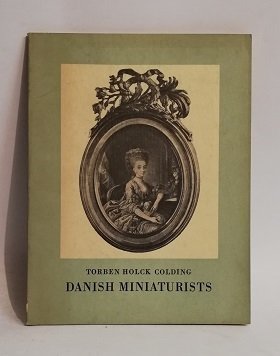 TORBEN HOLCK COLDING
DANISH MINIATURISTS